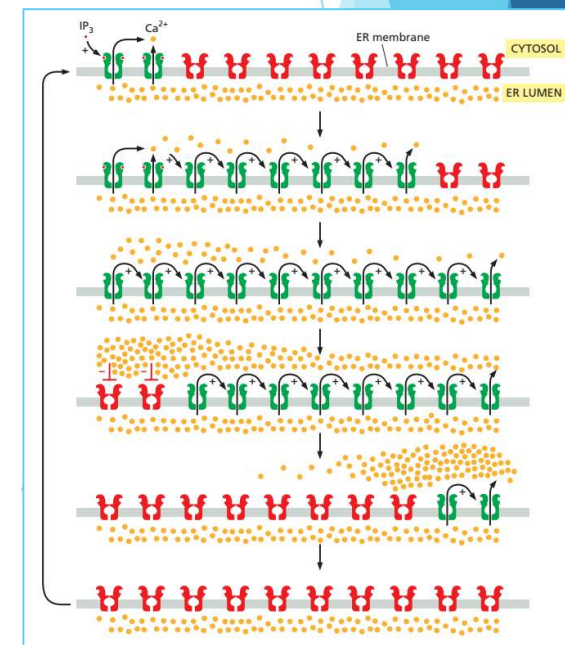 IP₃
Ca²⁺
+
ER membrane
CYTOSOL
ER LUMEN
+ + + + + +
+ + + + + + + + +
− −
+ + + + + + +
+